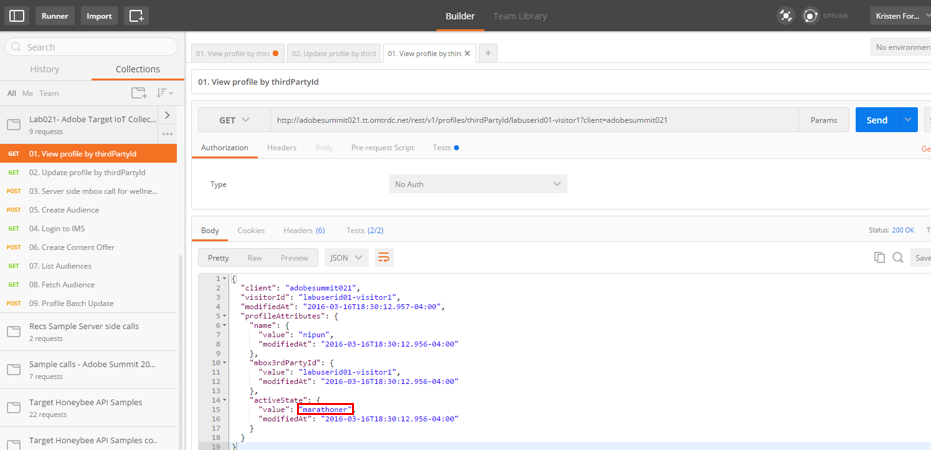 Runner Import Builder Team Library OFFLINE Kristen For...
Search
History Collections
All Me Team
Lab021- Adobe Target IoT Collec...
9 requests
GET 01. View profile by thirdPartyId
GET 02. Update profile by thirdPartyId
POST 03. Server side mbox call for wellne...
POST 05. Create Audience
GET 04. Login to IMS
POST 06. Create Content Offer
GET 07. List Audiences
GET 08. Fetch Audience
POST 09. Profile Batch Update
Recs Sample Server side calls
2 requests
Sample calls - Adobe Summit 20...
7 requests
Target Honeybee API Samples
22 requests
Target Honeybee API Samples co..
01. View profile by third 02. Update profile by third 01. View profile by thirc × + No environmen
01. View profile by thirdPartyId
GET http://adobesummit021.tt.omtrdc.net/rest/v1/profiles/thirdPartyId/labuserid01-visitor1?client=adobesummit021 Params Send S
Authorization Headers Body Pre-request Script Tests Ge
Type No Auth
Body Cookies Headers (6) Tests (2/2) Status: 200 OK T
Pretty Raw Preview JSON Save
1 {
2 "client": "adobesummit021",
3 "visitorId": "labuserid01-visitor1",
4 "modifiedAt": "2016-03-16T18:30:12.957-04:00",
5 "profileAttributes": {
6 "name": {
7 "value": "nipun",
8 "modifiedAt": "2016-03-16T18:30:12.956-04:00"
9 },
10 "mbox3rdPartyId": {
11 "value": "labuserid01-visitor1",
12 "modifiedAt": "2016-03-16T18:30:12.956-04:00"
13 },
14 "activeState": {
15 "value": "marathoner",
16 "modifiedAt": "2016-03-16T18:30:12.956-04:00"
17 }
18 }
19 }